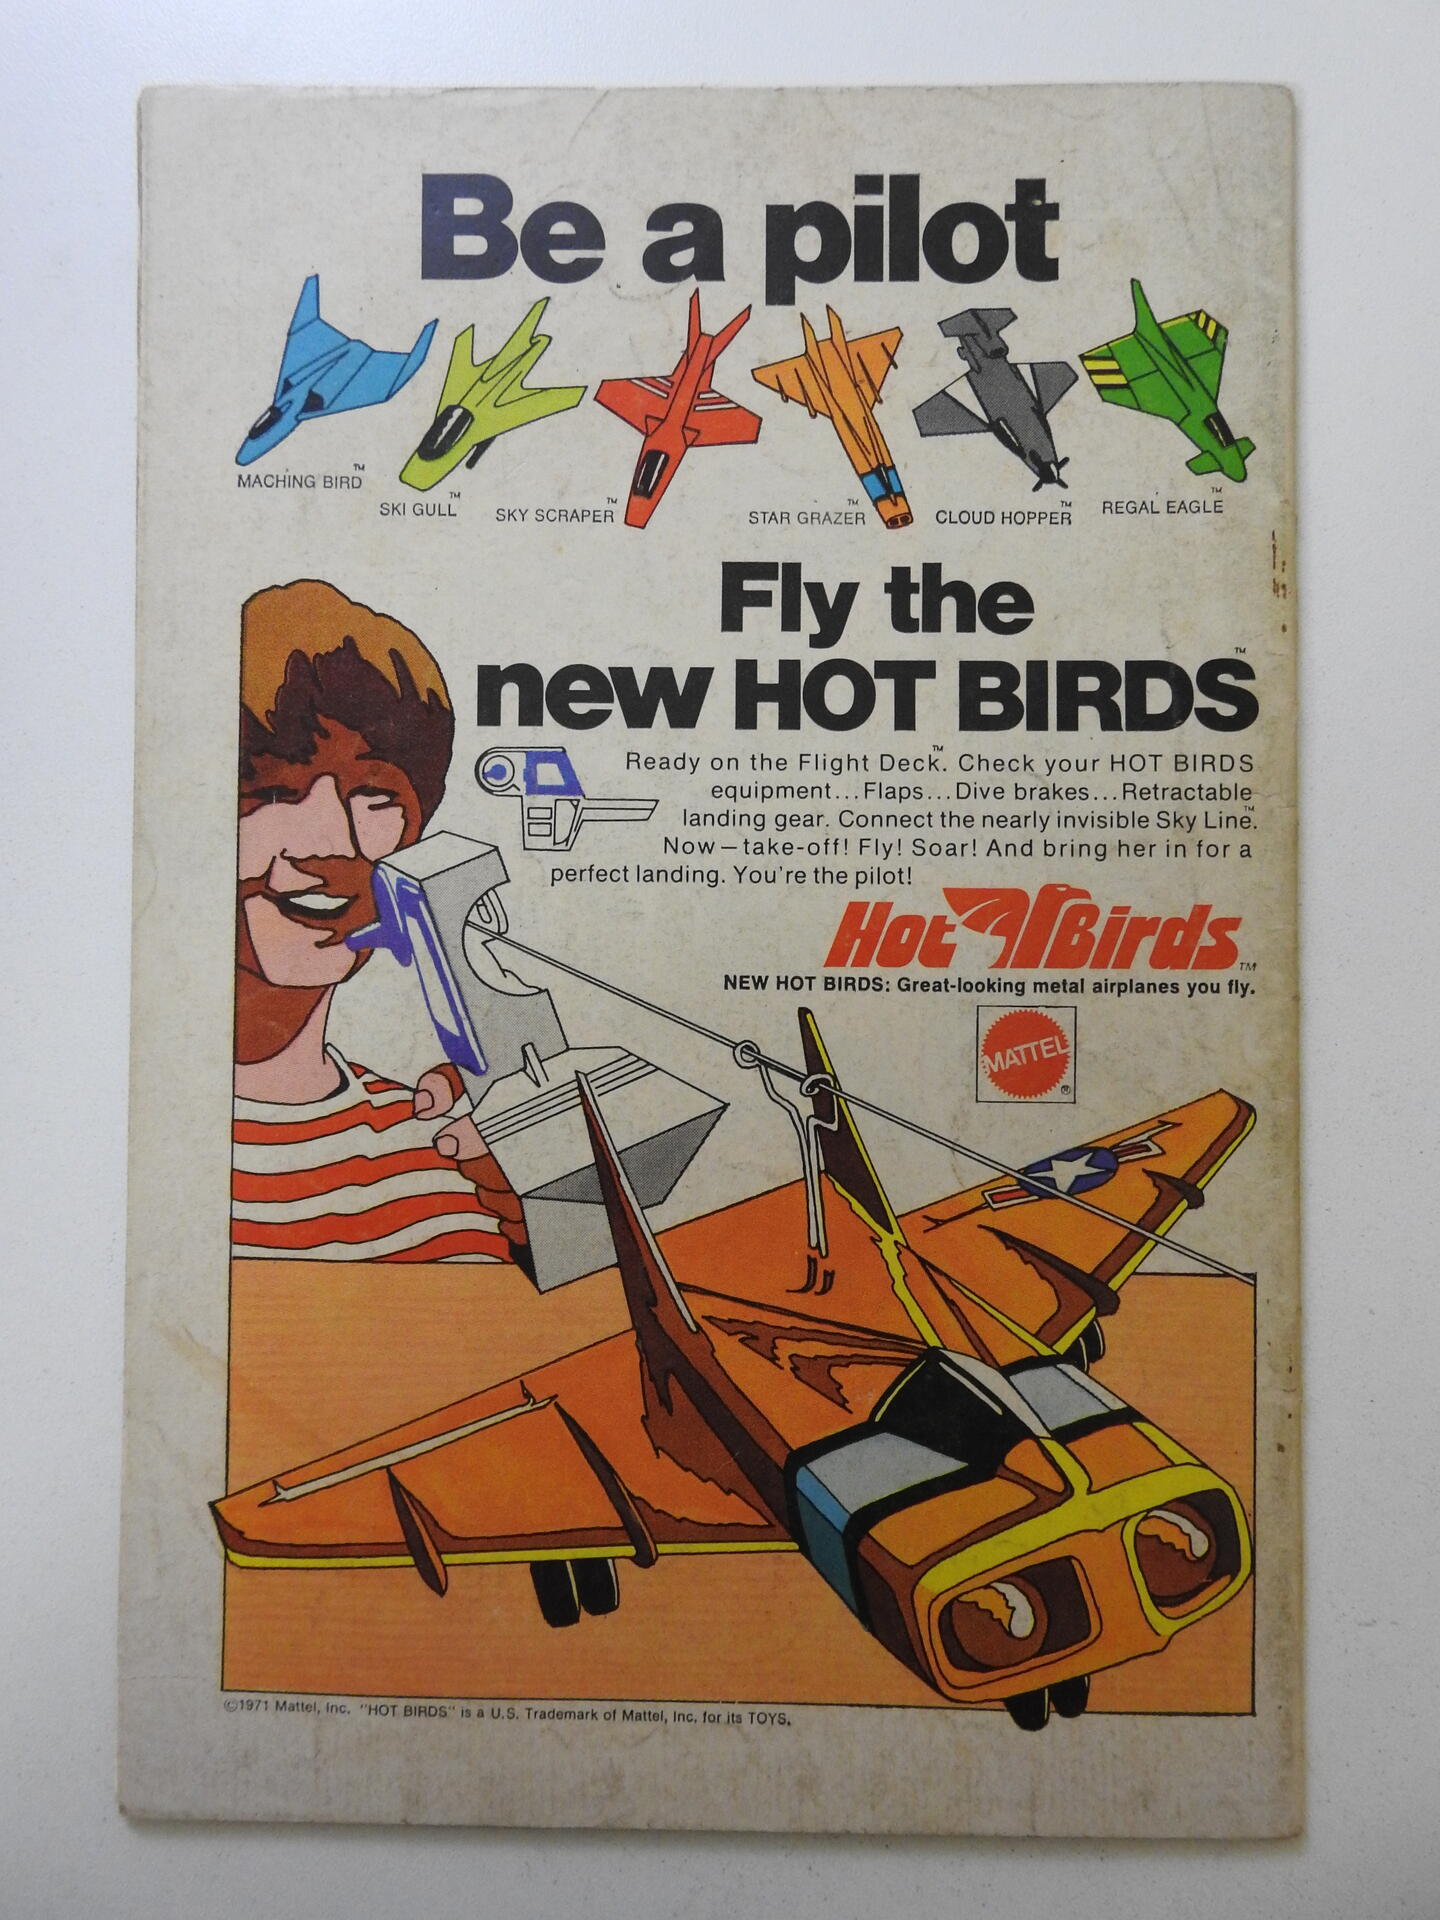 Be a pilot
MACHING BIRD™
SKI GULL™
SKY SCRAPER™
STAR GRAZER™
CLOUD HOPPER™
REGAL EAGLE™
Fly the
new HOT BIRDS™
Ready on the Flight Deck™. Check your HOT BIRDS
equipment...Flaps...Dive brakes...Retractable
landing gear. Connect the nearly invisible Sky Line™.
Now—take-off! Fly! Soar! And bring her in for a
perfect landing. You're the pilot!
Hot Birds™
NEW HOT BIRDS: Great-looking metal airplanes you fly.
MATTEL®
©1971 Mattel, Inc. "HOT BIRDS" is a U.S. Trademark of Mattel, Inc. for its TOYS.